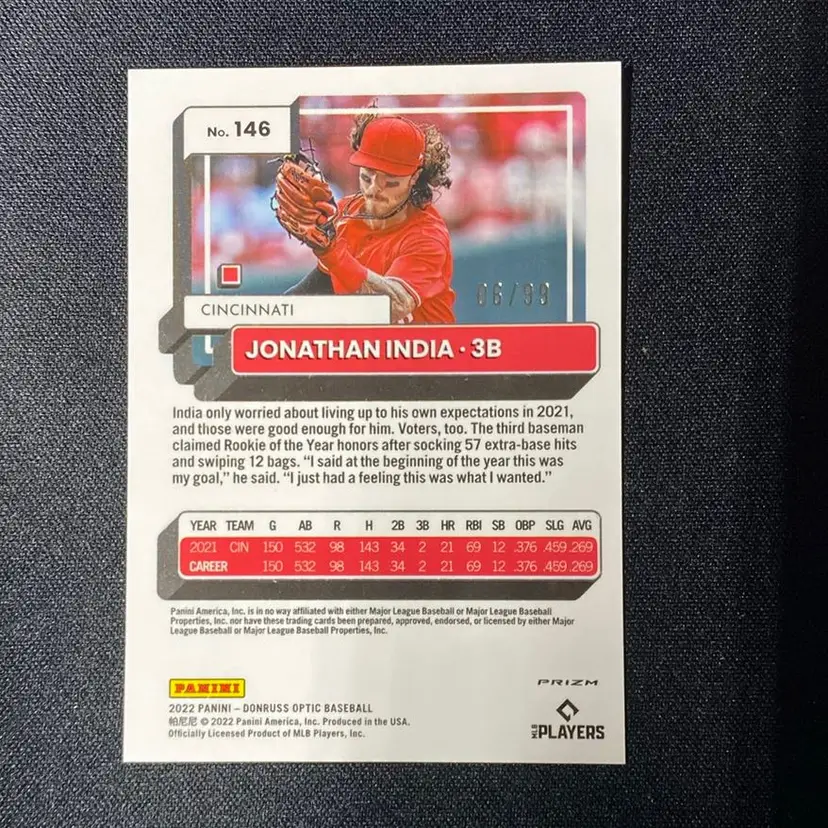 No. 146
06/99
CINCINNATI
JONATHAN INDIA · 3B
India only worried about living up to his own expectations in 2021,
and those were good enough for him. Voters, too. The third baseman
claimed Rookie of the Year honors after socking 57 extra-base hits
and swiping 12 bags. “I said at the beginning of the year this was
my goal,” he said. “I just had a feeling this was what I wanted.”
YEAR TEAM G AB R H 2B 3B HR RBI SB OBP SLG AVG
2021 CIN 150 532 98 143 34 2 21 69 12 .376 .459 .269
CAREER 150 532 98 143 34 2 21 69 12 .376 .459 .269
Panini America, Inc. is in no way affiliated with either Major League Baseball or Major League Baseball
Properties, Inc. nor have these trading cards been prepared, approved, endorsed, or licensed by either Major
League Baseball or Major League Baseball Properties, Inc.
PANINI
PRIZM
2022 PANINI – DONRUSS OPTIC BASEBALL
帕尼尼 © 2022 Panini America, Inc. Produced in the USA.
Officially Licensed Product of MLB Players, Inc.
MLB PLAYERS